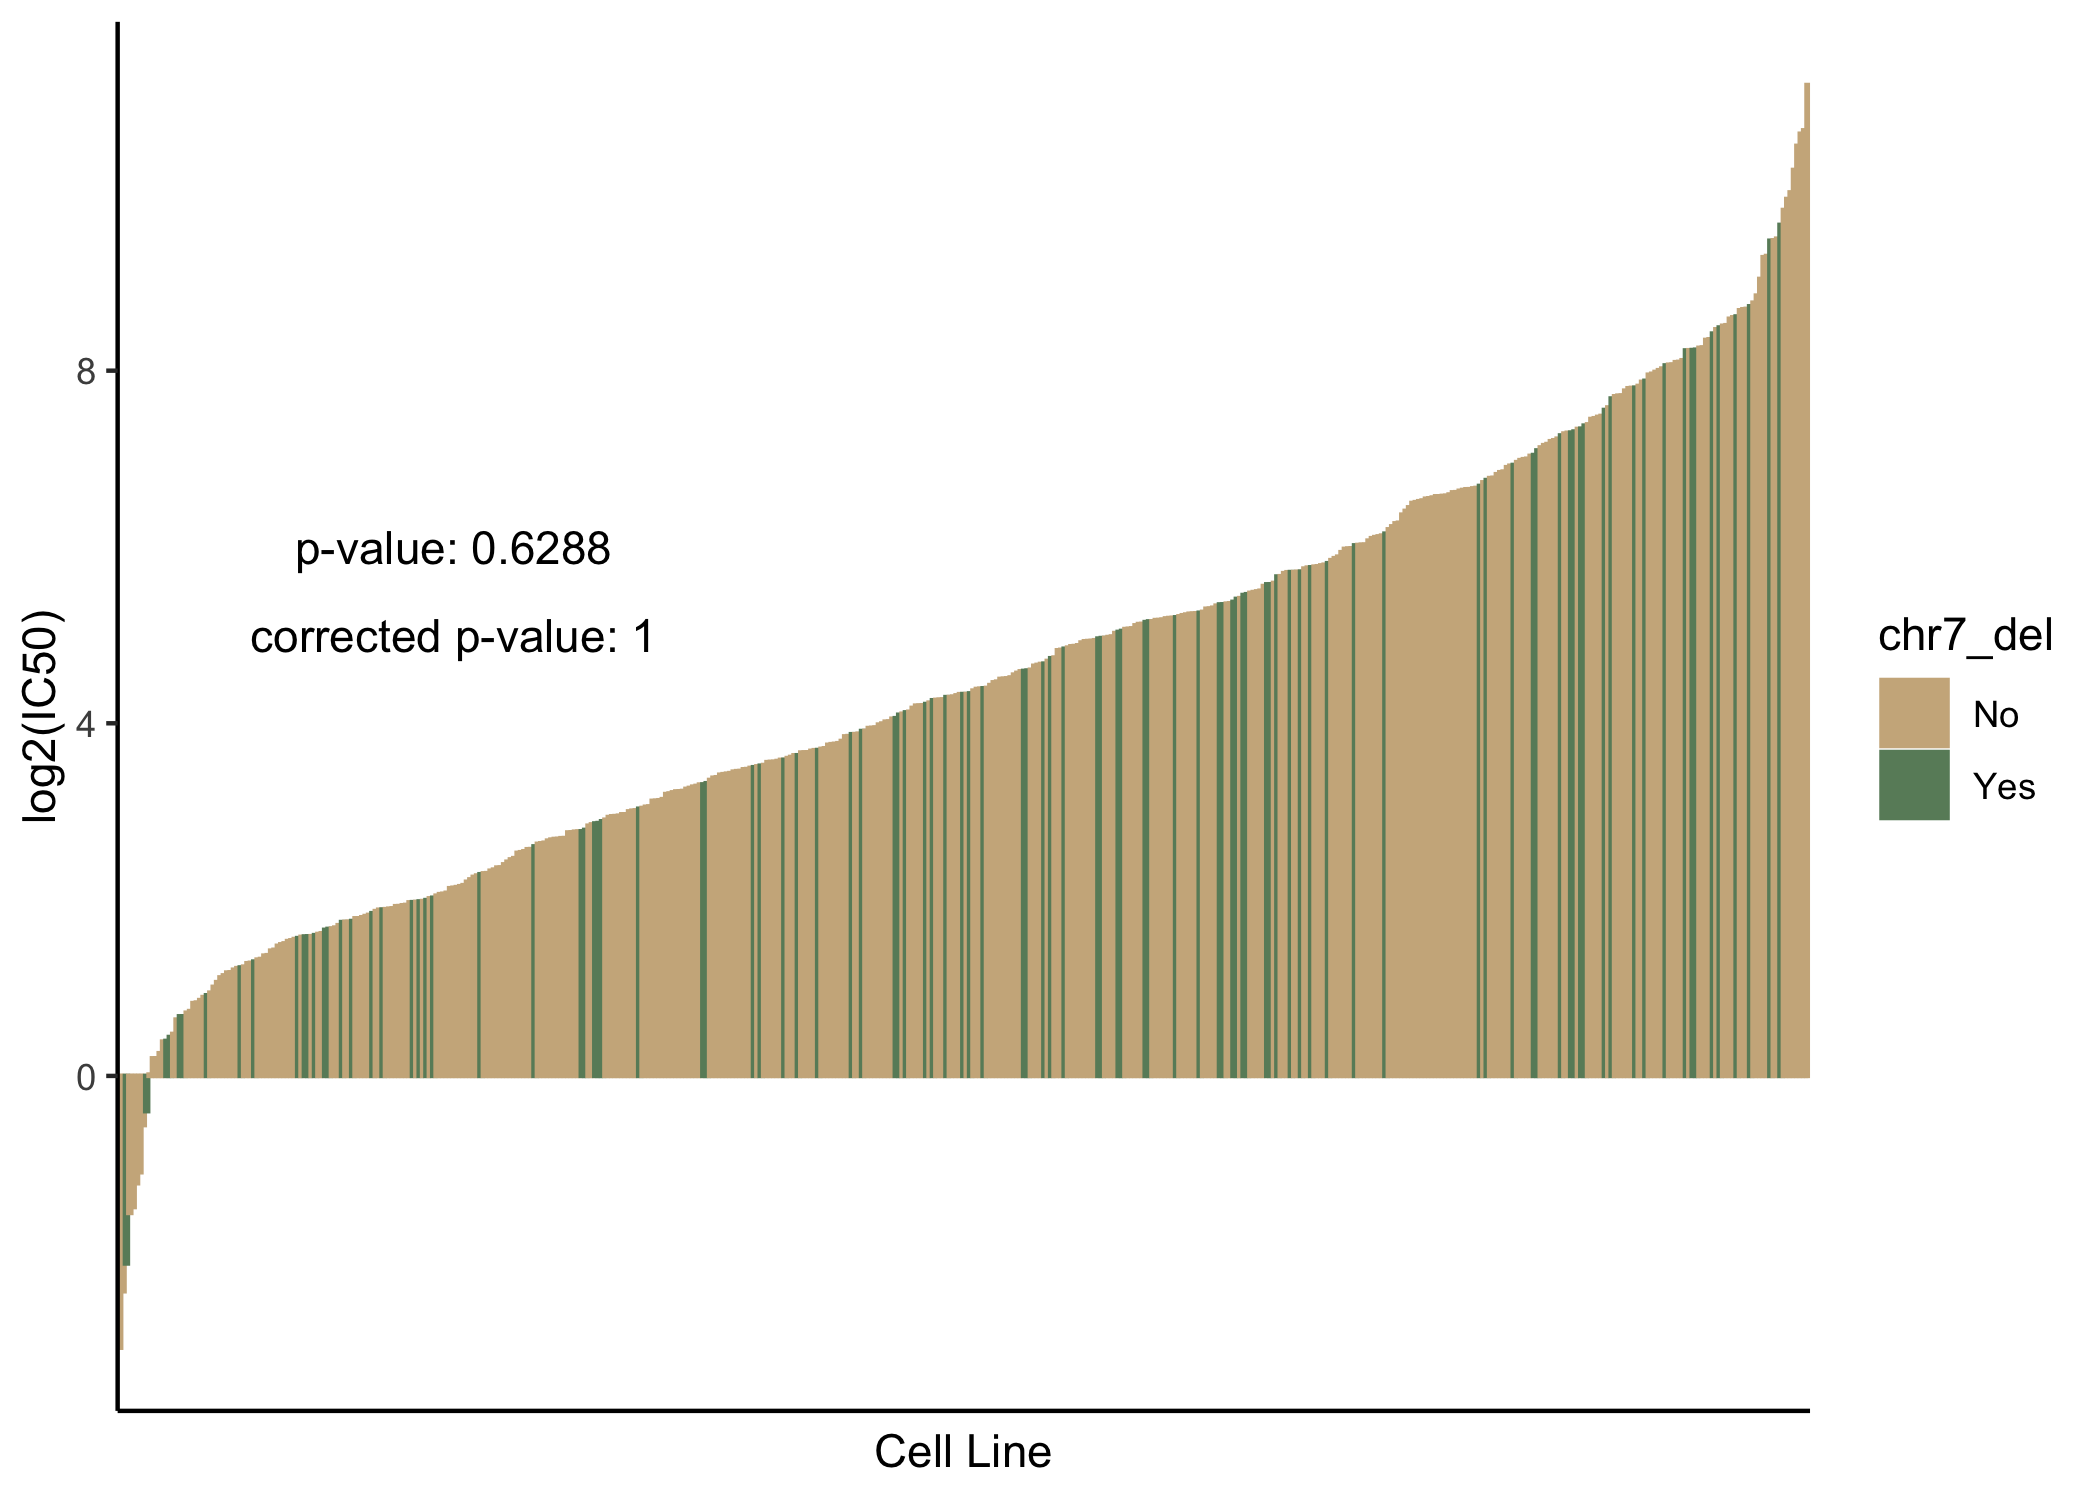 p-value: 0.6288
corrected p-value: 1
log2(IC50)
8
4
0
Cell Line
chr7_del
No
Yes